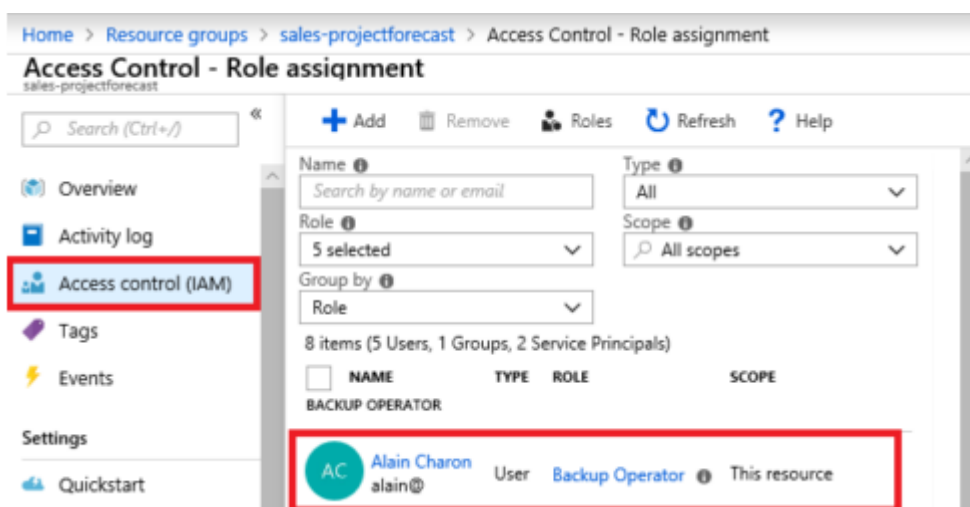 Home > Resource groups > sales-projectforecast > Access Control - Role assignment
Access Control - Role assignment
sales-projectforecast
Search (Ctrl+/)
«
Add Remove Roles Refresh ? Help
Name
Type
Search by name or email
All
Overview
Role
Scope
Activity log
5 selected
All scopes
Access control (IAM)
Group by
Role
Tags
8 items (5 Users, 1 Groups, 2 Service Principals)
Events
NAME TYPE ROLE SCOPE
BACKUP OPERATOR
Settings
AC Alain Charon User Backup Operator This resource
alain@
Quickstart